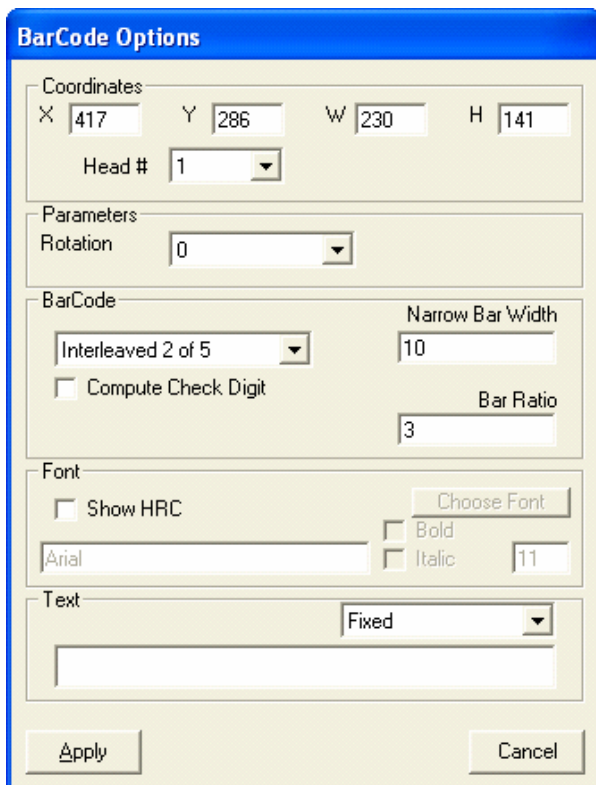 BarCode Options
Coordinates
X 417 Y 286 W 230 H 141
Head # 1
Parameters
Rotation 0
BarCode
Narrow Bar Width
Interleaved 2 of 5 10
Compute Check Digit
Bar Ratio
3
Font
Show HRC Choose Font
Bold
Arial Italic 11
Text
Fixed
Apply Cancel